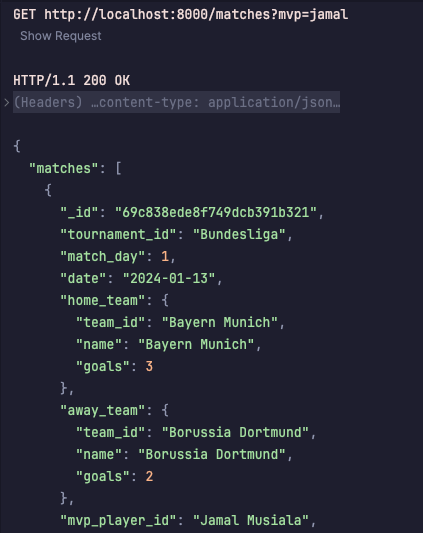 GET http://localhost:8000/matches?mvp=jamal
Show Request
HTTP/1.1 200 OK
(Headers) …content-type: application/json…
{
"matches": [
{
"_id": "69c838ede8f749dcb391b321",
"tournament_id": "Bundesliga",
"match_day": 1,
"date": "2024-01-13",
"home_team": {
"team_id": "Bayern Munich",
"name": "Bayern Munich",
"goals": 3
},
"away_team": {
"team_id": "Borussia Dortmund",
"name": "Borussia Dortmund",
"goals": 2
},
"mvp_player_id": "Jamal Musiala",